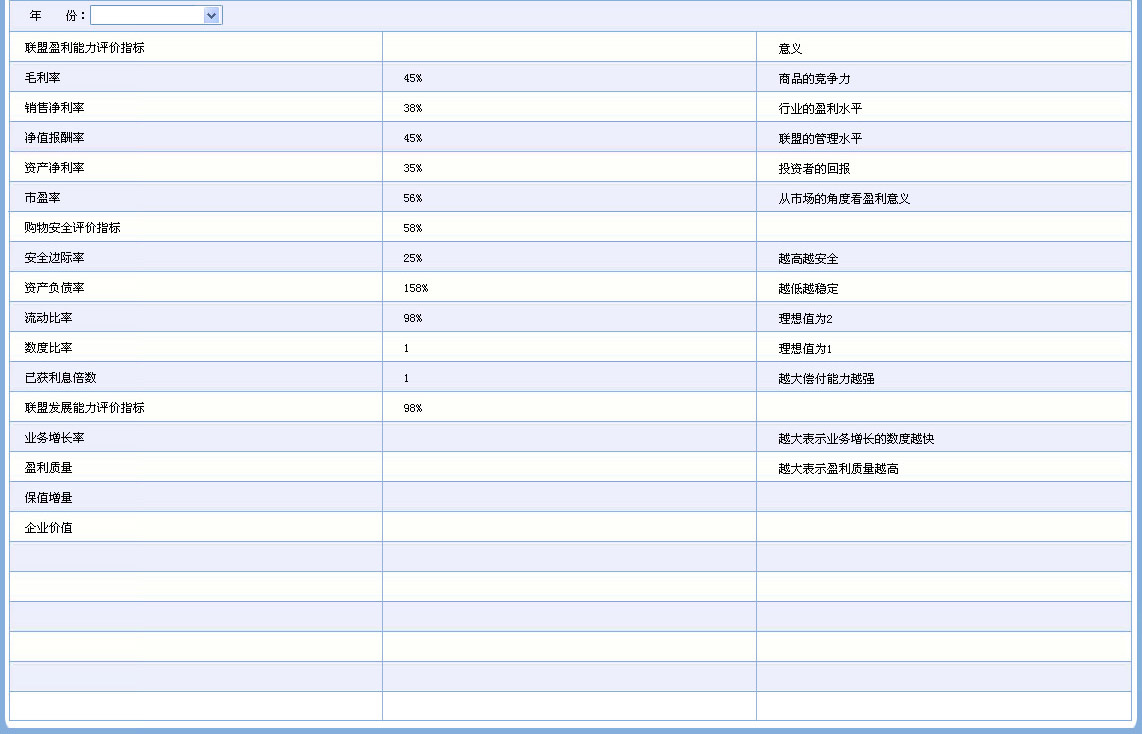 年 份：
联盟盈利能力评价指标 意义
毛利率 45% 商品的竞争力
销售净利率 38% 行业的盈利水平
净值报酬率 45% 联盟的管理水平
资产净利率 35% 投资者的回报
市盈率 56% 从市场的角度看盈利意义
购物安全评价指标 58%
安全边际率 25% 越高越安全
资产负债率 158% 越低越稳定
流动比率 98% 理想值为2
数度比率 1 理想值为1
已获利息倍数 1 越大偿付能力越强
联盟发展能力评价指标 98%
业务增长率 越大表示业务增长的数度越快
盈利质量 越大表示盈利质量越高
保值增量
企业价值